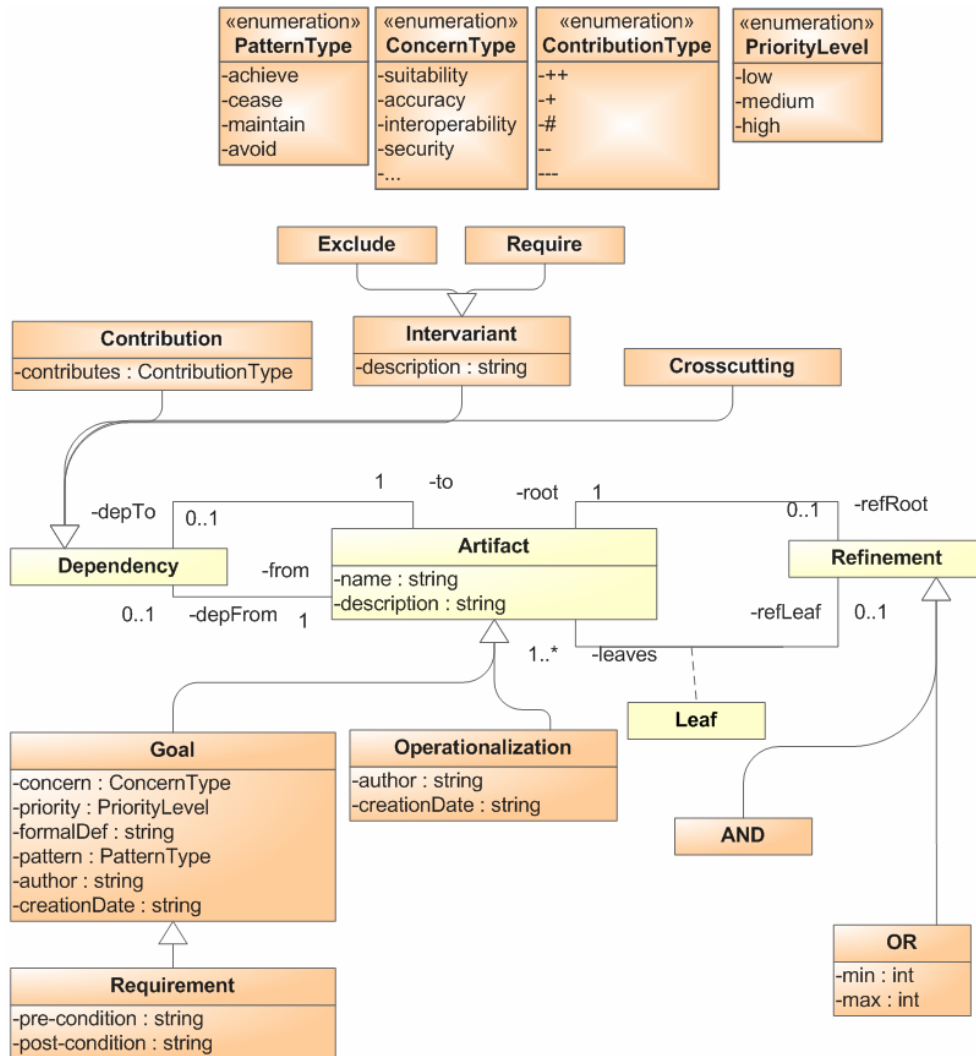 «enumeration»
PatternType
-achieve
-cease
-maintain
-avoid
«enumeration»
ConcernType
-suitability
-accuracy
-interoperability
-security
-...
«enumeration»
ContributionType
-++
-+
-#
--
---
«enumeration»
PriorityLevel
-low
-medium
-high
Exclude
Require
Contribution
-contributes : ContributionType
Intervariant
-description : string
Crosscutting
-depTo
0..1
1
-to
-root
1
0..1
-refRoot
Dependency
-from
Artifact
-name : string
-description : string
Refinement
0..1
-depFrom
1
1..*
-leaves
-refLeaf
0..1
Leaf
Goal
-concern : ConcernType
-priority : PriorityLevel
-formalDef : string
-pattern : PatternType
-author : string
-creationDate : string
Operationalization
-author : string
-creationDate : string
AND
OR
-min : int
-max : int
Requirement
-pre-condition : string
-post-condition : string